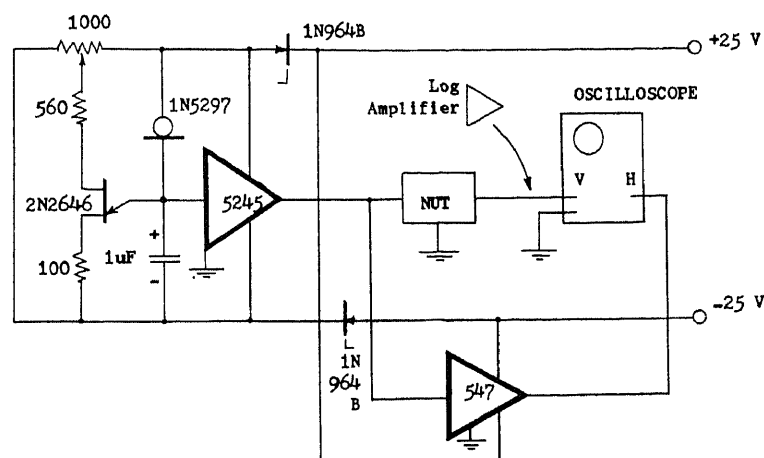 1000
1N964B
+25 V
Log
Amplifier
OSCILLOSCOPE
560
1N5297
V
H
2N2646
5245
NUT
100
+
1uF
-
-25 V
1N
964
B
547